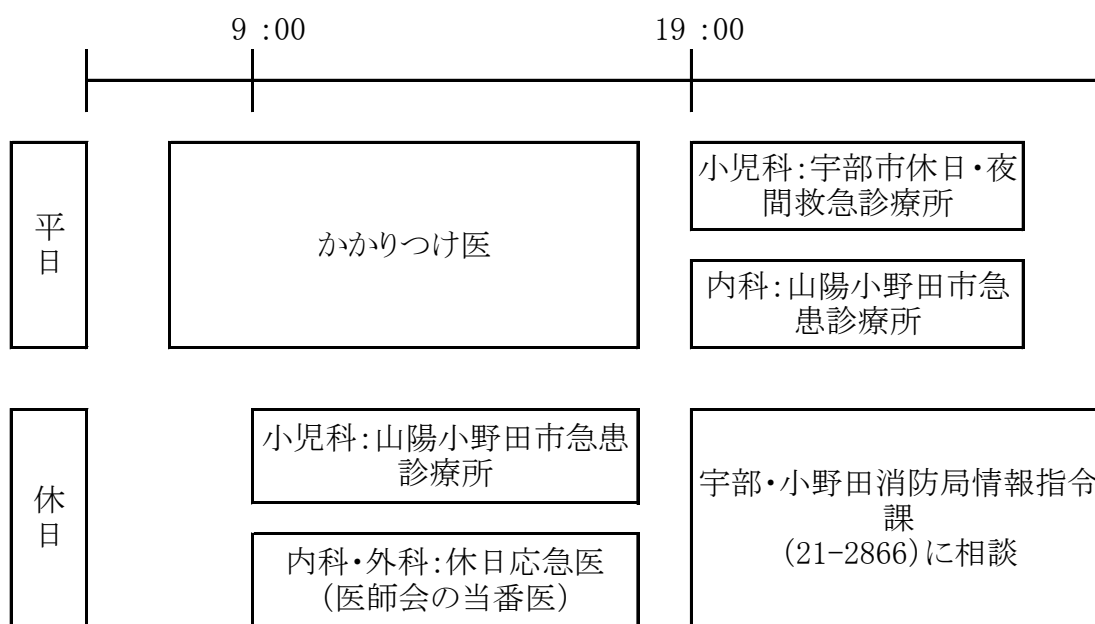 9 :00
19 :00
平
日
かかりつけ医
小児科:宇部市休日・夜
間救急診療所
内科:山陽小野田市急
患診療所
休
日
小児科:山陽小野田市急患
診療所
内科・外科:休日応急医
(医師会の当番医)
宇部・小野田消防局情報指令
課
(21-2866)に相談